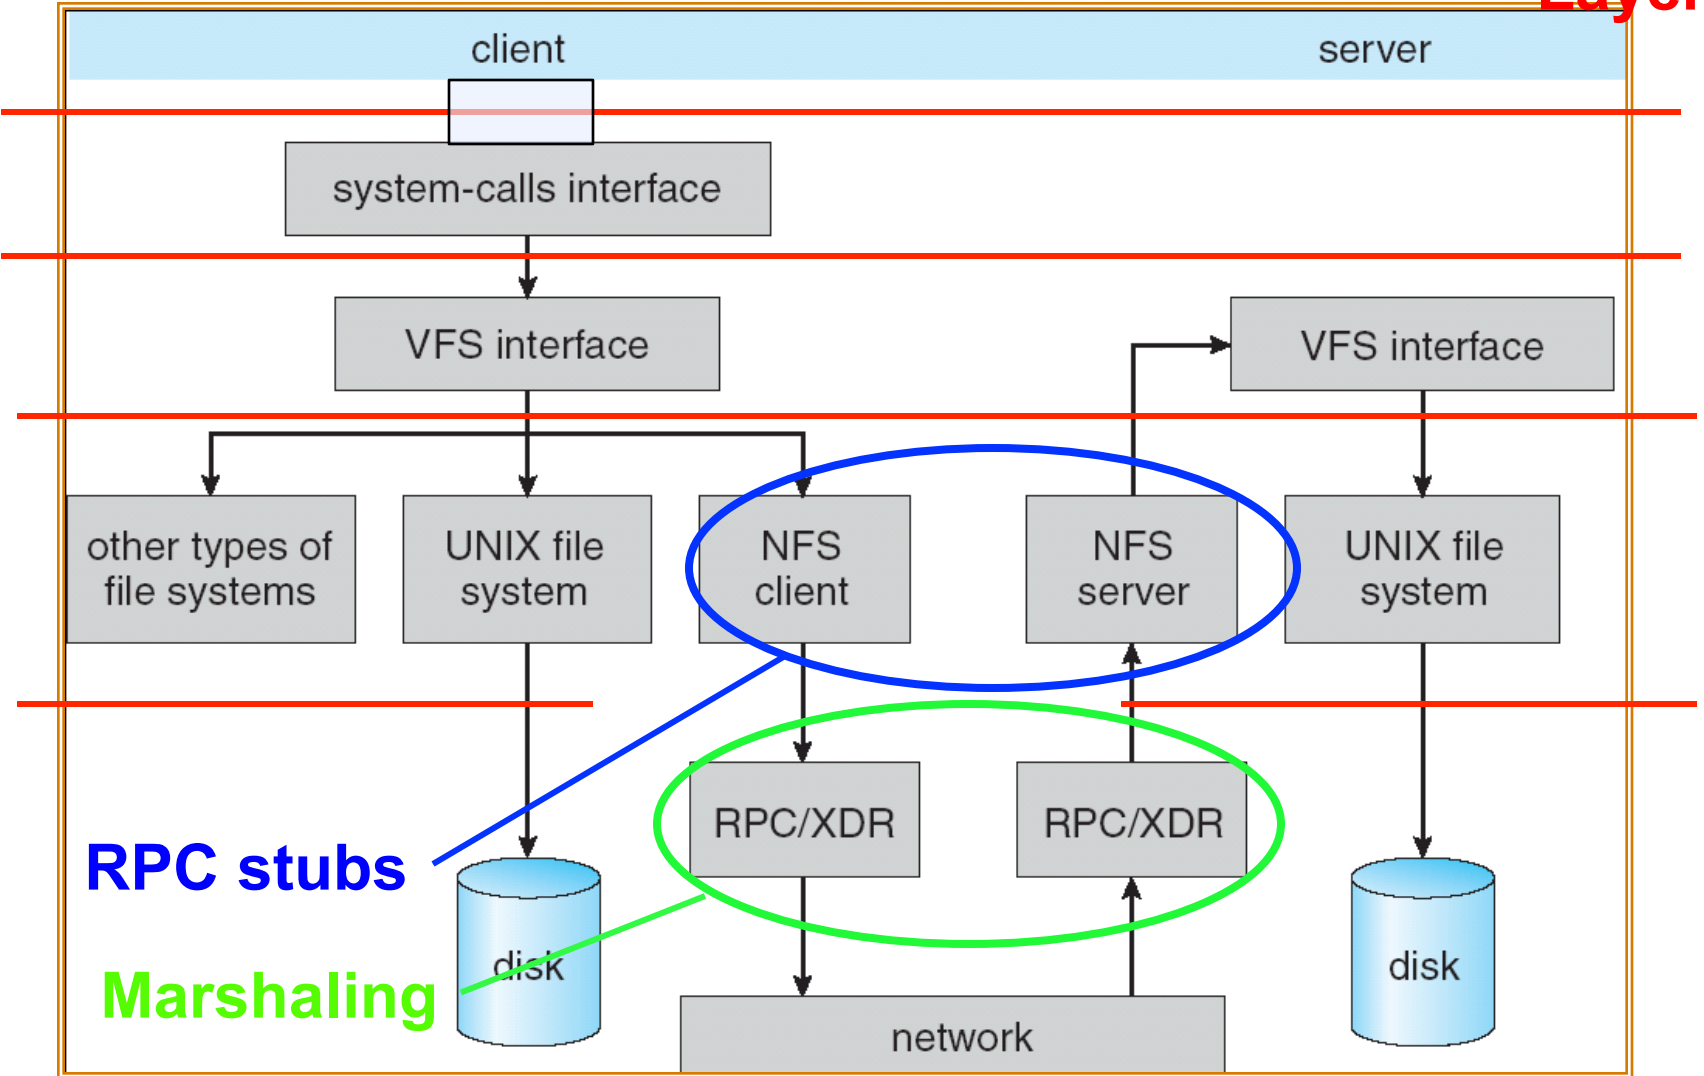 Layer
client
server
system-calls interface
VFS interface
VFS interface
other types of
file systems
UNIX file
system
NFS
client
NFS
server
UNIX file
system
RPC/XDR
RPC/XDR
RPC stubs
disk
disk
Marshaling
network